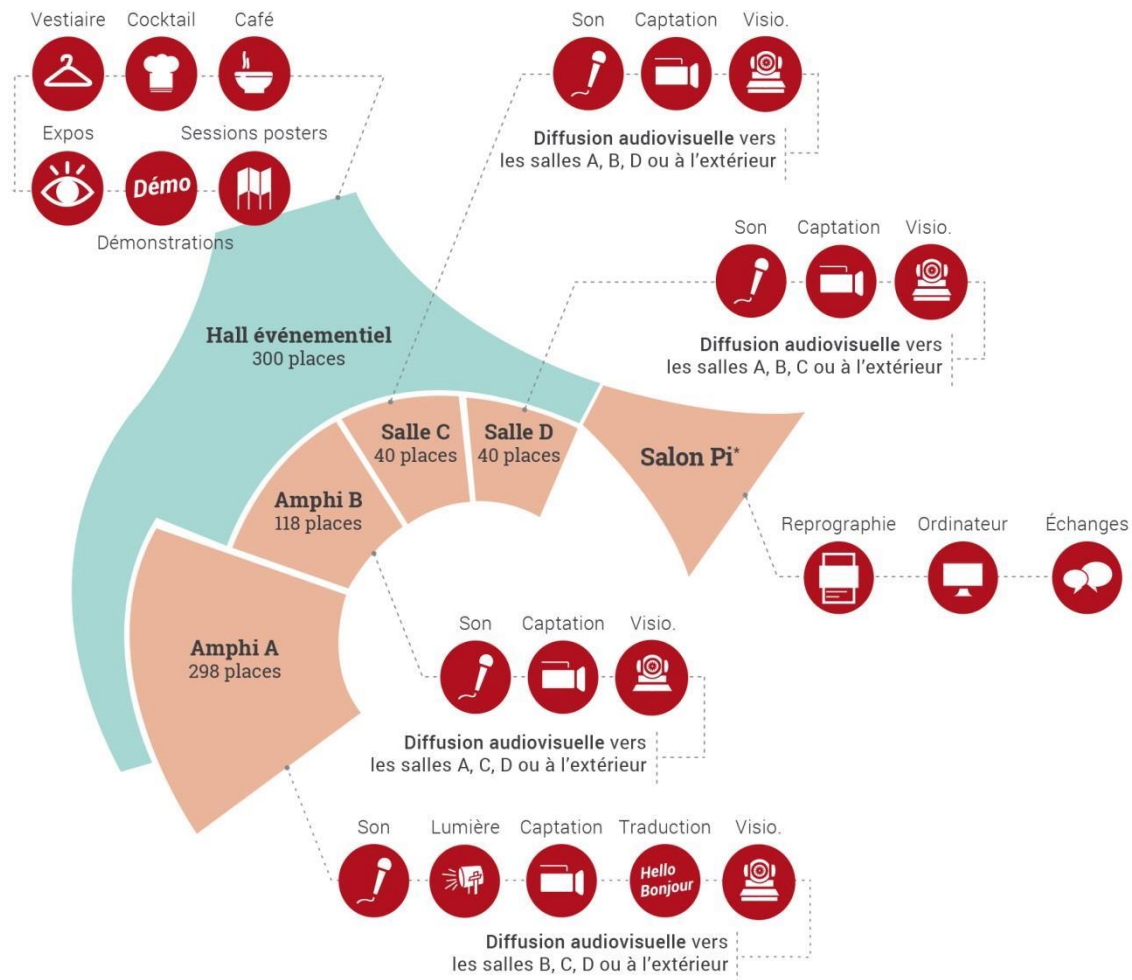 Vestiaire
Cocktail
Café
Expos
Démo
Sessions posters
Démonstrations
Son
Captation
Visio.
Diffusion audiovisuelle vers
les salles A, B, D ou à l'extérieur
Son
Captation
Visio.
Diffusion audiovisuelle vers
les salles A, B, C ou à l'extérieur
Hall événementiel
300 places
Salle C
40 places
Salle D
40 places
Salon Pi*
Amphi B
118 places
Reprographie
Ordinateur
Échanges
Amphi A
298 places
Son
Captation
Visio.
Diffusion audiovisuelle vers
les salles A, C, D ou à l'extérieur
Son
Lumière
Captation
Traduction
Visio.
Hello
Bonjour
Diffusion audiovisuelle vers
les salles B, C, D ou à l'extérieur